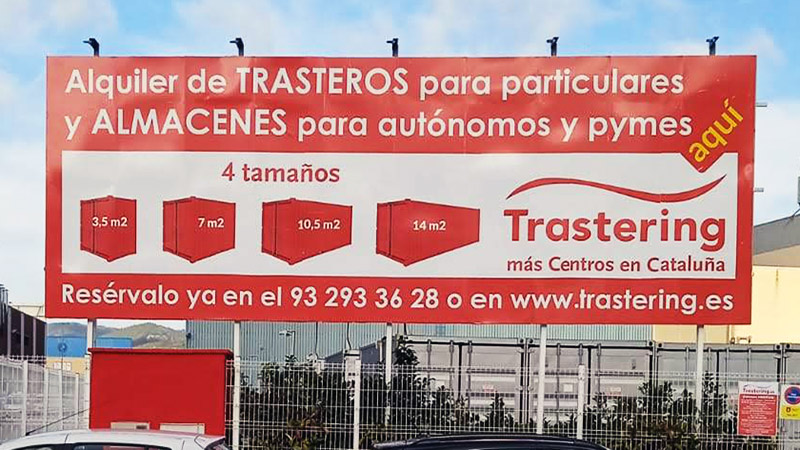 Alquiler de TRASTEROS para particulares
y ALMACENES para autónomos y pymes
aquí
4 tamaños
3,5 m2
7 m2
10,5 m2
14 m2
Trastering
más Centros en Cataluña
Resérvalo ya en el 93 293 36 28 o en www.trastering.es
Trastering